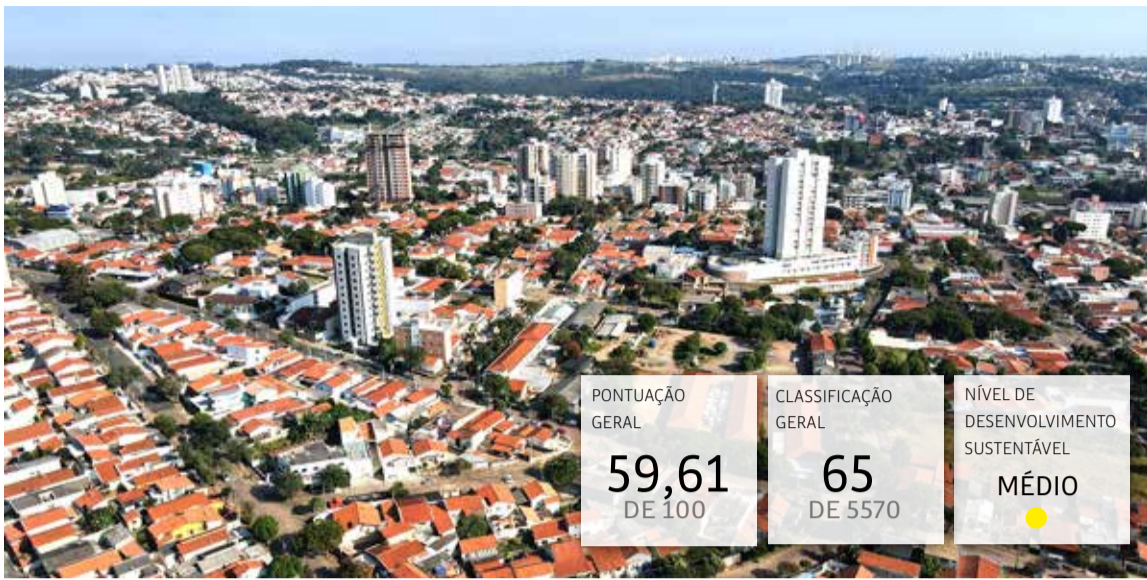 PONTUAÇÃO
GERAL
59,61
DE 100
CLASSIFICAÇÃO
GERAL
65
DE 5570
NÍVEL DE
DESENVOLVIMENTO
SUSTENTÁVEL
MÉDIO